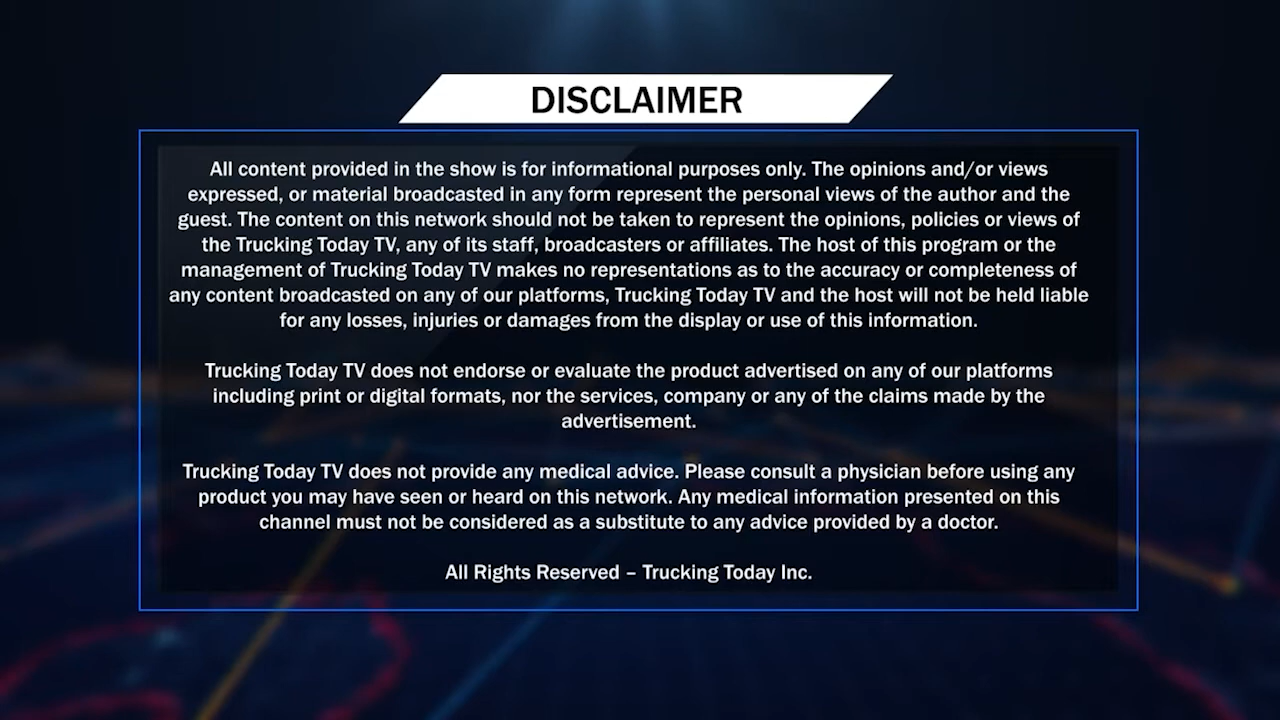 DISCLAIMER
All content provided in the show is for informational purposes only. The opinions and/or views
expressed, or material broadcasted in any form represent the personal views of the author and the
guest. The content on this network should not be taken to represent the opinions, policies or views of
the Trucking Today TV, any of its staff, broadcasters or affiliates. The host of this program or the
management of Trucking Today TV makes no representations as to the accuracy or completeness of
any content broadcasted on any of our platforms, Trucking Today TV and the host will not be held liable
for any losses, injuries or damages from the display or use of this information.
Trucking Today TV does not endorse or evaluate the product advertised on any of our platforms
including print or digital formats, nor the services, company or any of the claims made by the
advertisement.
Trucking Today TV does not provide any medical advice. Please consult a physician before using any
product you may have seen or heard on this network. Any medical information presented on this
channel must not be considered as a substitute to any advice provided by a doctor.
All Rights Reserved – Trucking Today Inc.